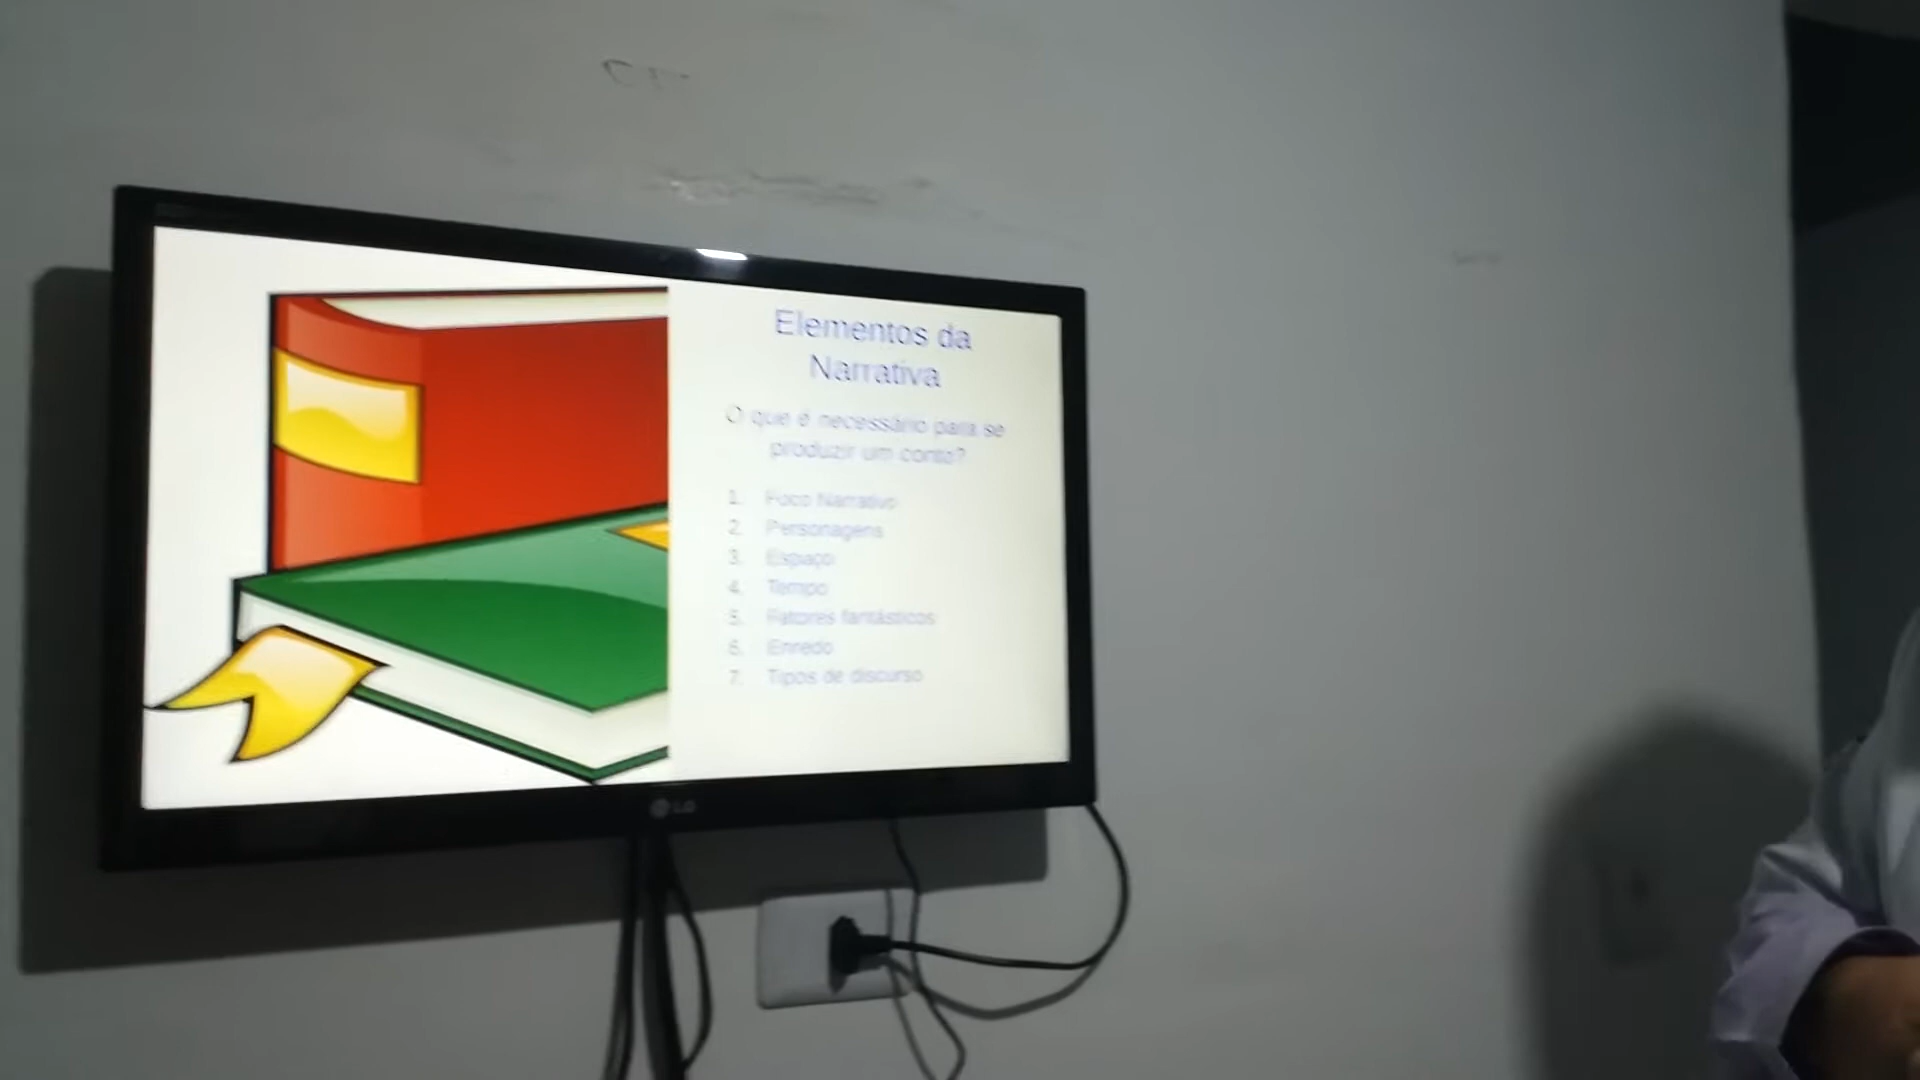 Elementos da
Narrativa
O que é necessário para se
produzir um conto?
1. Foco Narrativo
2. Personagens
3. Espaço
4. Tempo
5. Fatores fantásticos
6. Enredo
7. Tipos de discurso
LG